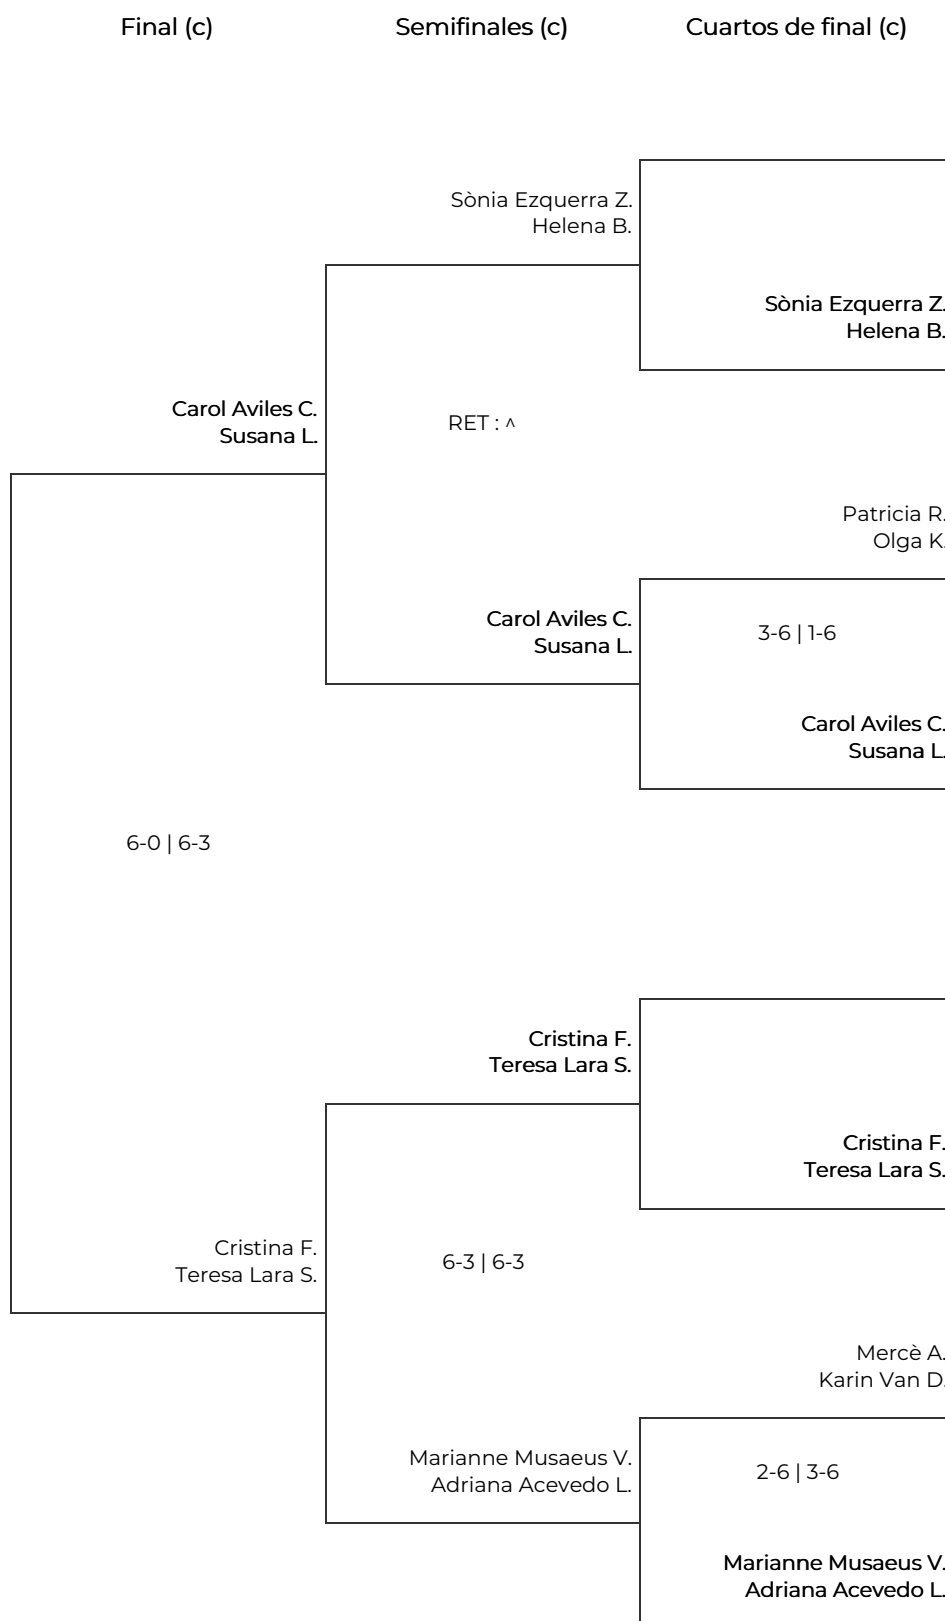 Final (c)
Semifinales (c)
Cuartos de final (c)
Sònia Ezquerra Z.
Helena B.
Sònia Ezquerra Z.
Helena B.
Carol Aviles C.
Susana L.
RET : ^
Patricia R.
Olga K.
Carol Aviles C.
Susana L.
3-6 | 1-6
Carol Aviles C.
Susana L.
6-0 | 6-3
Cristina F.
Teresa Lara S.
Cristina F.
Teresa Lara S.
Cristina F.
Teresa Lara S.
6-3 | 6-3
Mercè A.
Karin Van D.
Marianne Musaeus V.
Adriana Acevedo L.
2-6 | 3-6
Marianne Musaeus V.
Adriana Acevedo L.